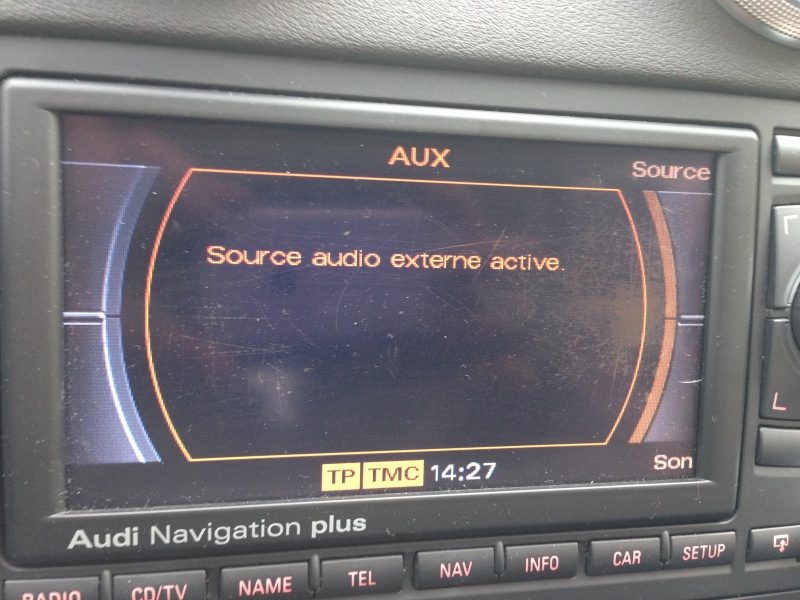 AUX
Source
Source audio externe active.
Son
TP TMC 14:27
Audi Navigation plus
RADIO CD/TV NAME TEL NAV INFO CAR SETUP